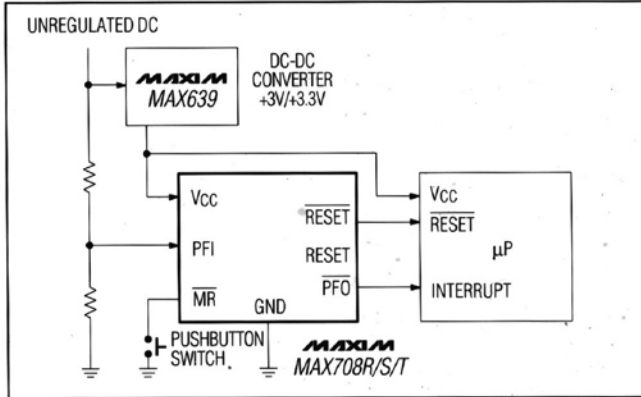 UNREGULATED DC
MAXIM
MAX639
DC-DC
CONVERTER
+3V/+3.3V
VCC
RESET
PFI
RESET
MR
PFO
GND
PUSHBUTTON
SWITCH
MAXIM
MAX708R/S/T
VCC
RESET
μP
INTERRUPT